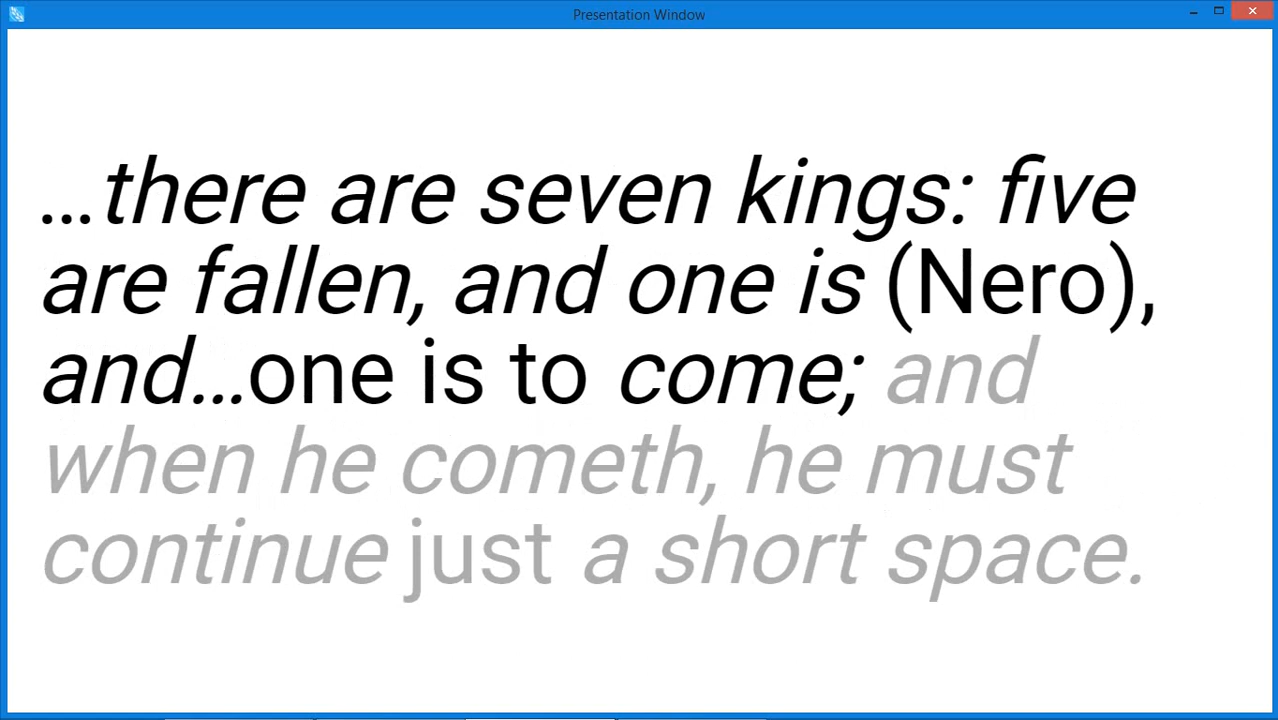 Presentation Window
...there are seven kings: five
are fallen, and one is (Nero),
and...one is to come; and
when he cometh, he must
continue just a short space.